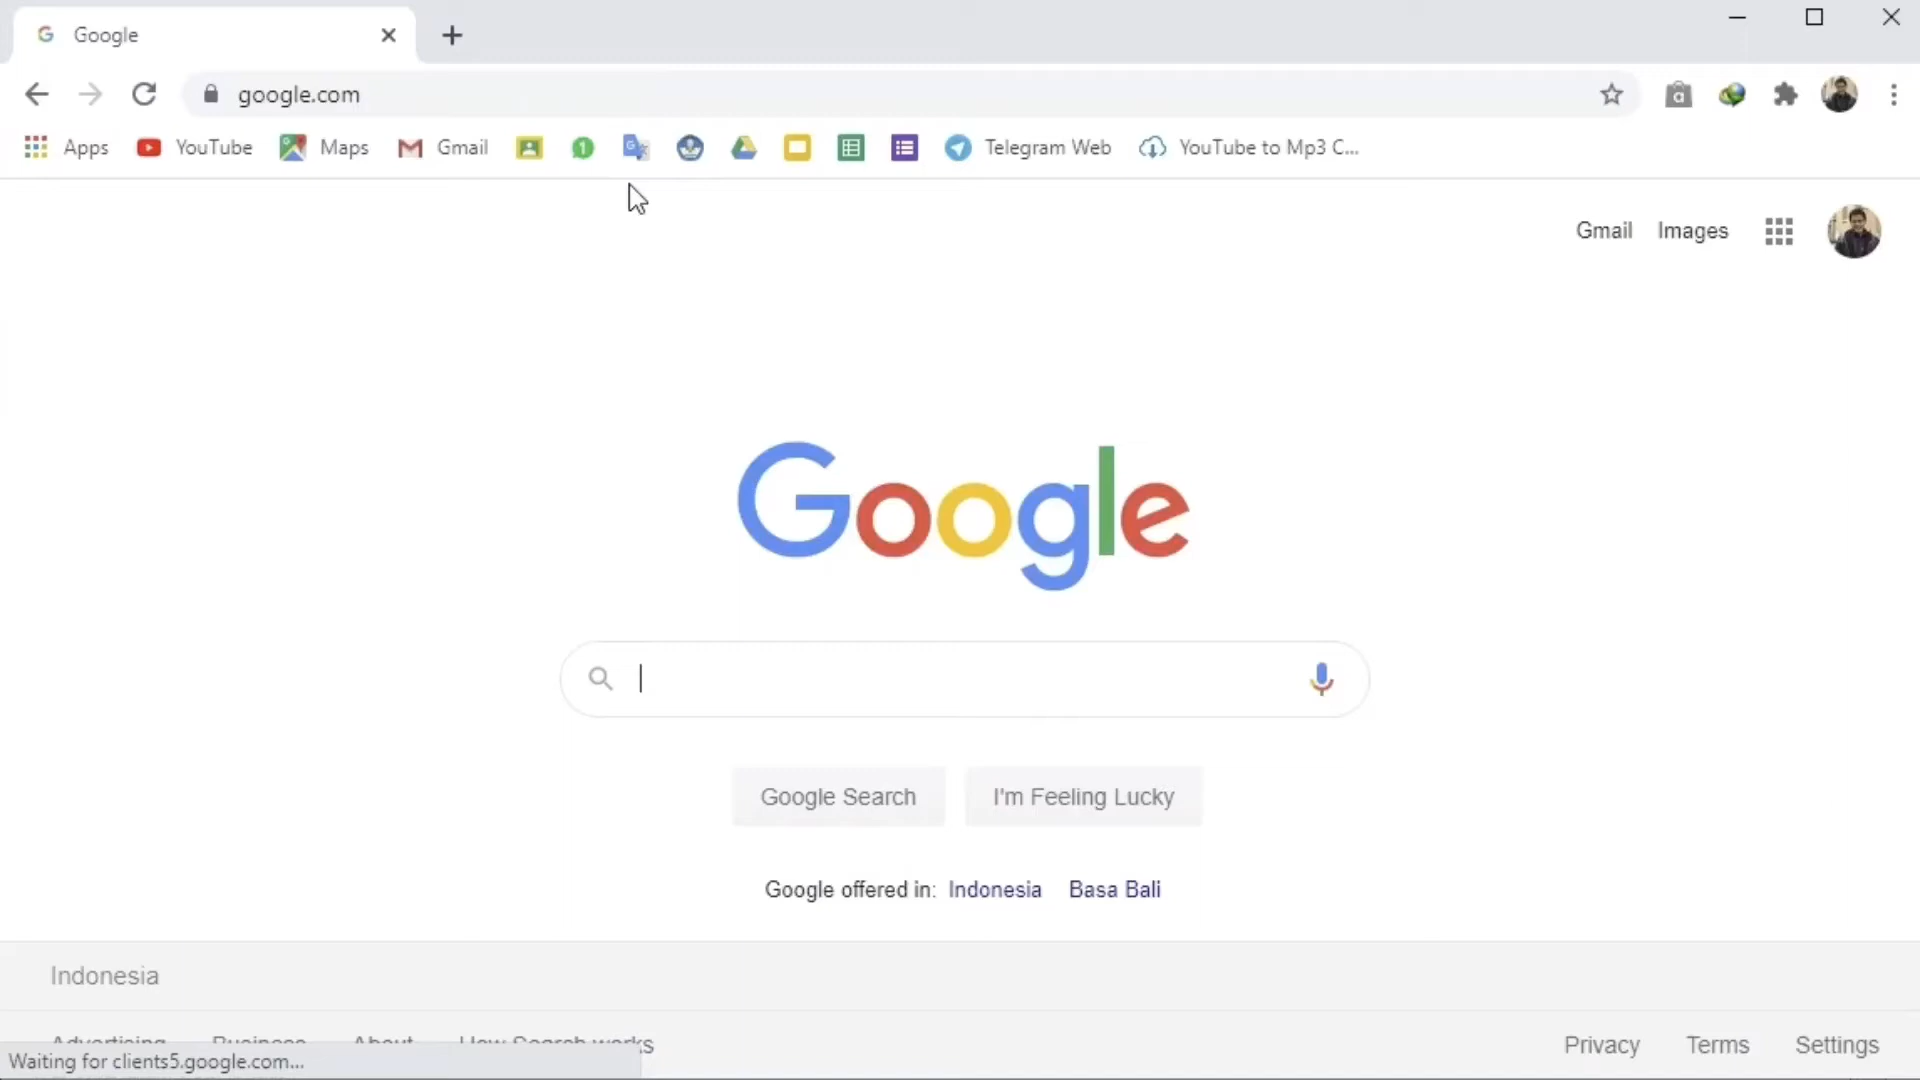 Google
google.com
Apps YouTube Maps Gmail 1 Telegram Web YouTube to Mp3 C...
Gmail Images
Google
Google Search I'm Feeling Lucky
Google offered in: Indonesia Basa Bali
Indonesia
Advertising Business About How Search works Privacy Terms Settings
Waiting for clients5.google.com...